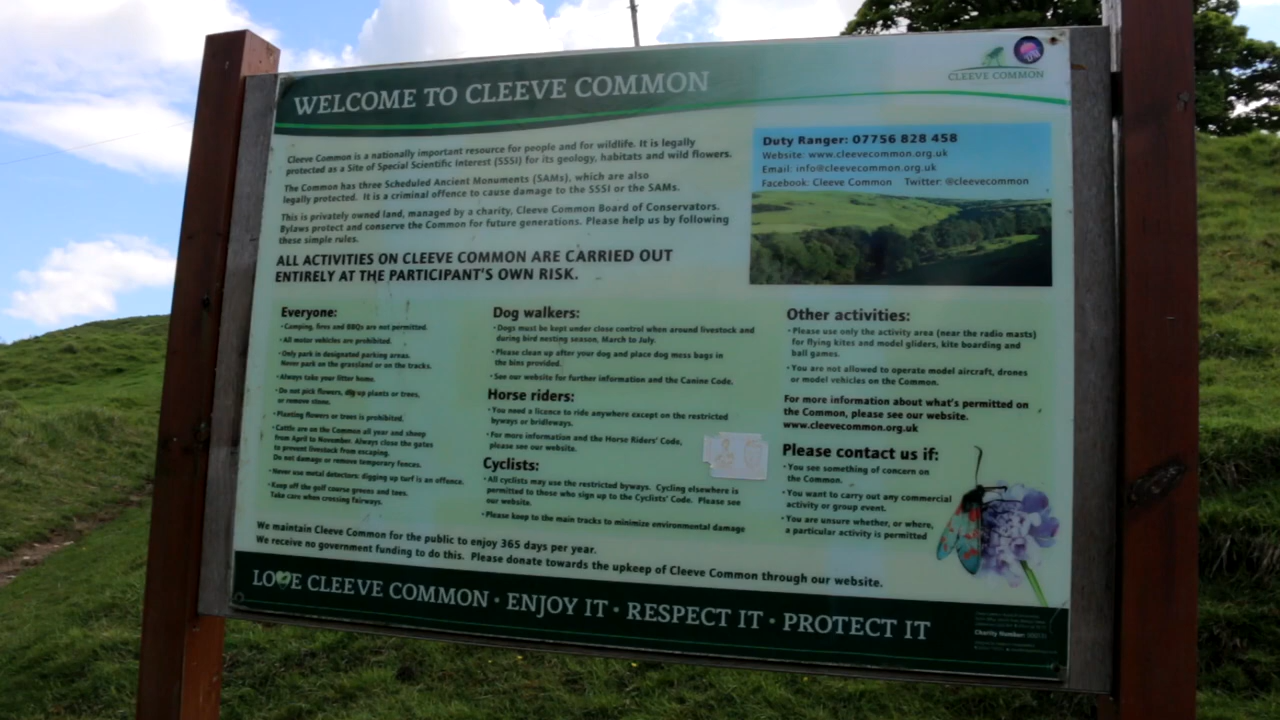 WELCOME TO CLEEVE COMMON
CLEEVE COMMON
Cleeve Common is a nationally important resource for people and for wildlife. It is legally
protected as a Site of Special Scientific Interest (SSSI) for its geology, habitats and wild flowers.
The Common has three Scheduled Ancient Monuments (SAMs), which are also
legally protected. It is a criminal offence to cause damage to the SSSI or the SAMs.
This is privately owned land, managed by a charity, Cleeve Common Board of Conservators.
Bylaws protect and conserve the Common for future generations. Please help us by following
these simple rules.
ALL ACTIVITIES ON CLEEVE COMMON ARE CARRIED OUT
ENTIRELY AT THE PARTICIPANT'S OWN RISK.
Duty Ranger: 07756 828 458
Website: www.cleevecommon.org.uk
Email: info@cleevecommon.org.uk
Facebook: Cleeve Common Twitter: @cleevecommon
Everyone:
• Camping, fires and BBQs are not permitted.
• All motor vehicles are prohibited.
• Only park in designated parking areas.
Never park on the grassland or on the tracks.
• Always take your litter home.
• Do not pick flowers, dig up plants or trees,
or remove stone.
• Planting flowers or trees is prohibited.
• Cattle are on the Common all year and sheep
from April to November. Always close the gates
to prevent livestock from escaping.
Do not damage or remove temporary fences.
• Never use metal detectors: digging up turf is an offence.
• Keep off the golf course greens and tees.
Take care when crossing fairways.
Dog walkers:
• Dogs must be kept under close control when around livestock and
during bird nesting season, March to July.
• Please clean up after your dog and place dog mess bags in
the bins provided.
• See our website for further information and the Canine Code.
Horse riders:
• You need a licence to ride anywhere except on the restricted
byways or bridleways.
• For more information and the Horse Riders' Code,
please see our website.
Cyclists:
• All cyclists may use the restricted byways. Cycling elsewhere is
permitted to those who sign up to the Cyclists' Code. Please see
our website.
• Please keep to the main tracks to minimize environmental damage
Other activities:
• Please use only the activity area (near the radio masts)
for flying kites and model gliders, kite boarding and
ball games.
• You are not allowed to operate model aircraft, drones
or model vehicles on the Common.
For more information about what's permitted on
the Common, please see our website.
www.cleevecommon.org.uk
Please contact us if:
• You see something of concern on
the Common.
• You want to carry out any commercial
activity or group event.
• You are unsure whether, or where,
a particular activity is permitted
We maintain Cleeve Common for the public to enjoy 365 days per year.
We receive no government funding to do this. Please donate towards the upkeep of Cleeve Common through our website.
LOVE CLEEVE COMMON • ENJOY IT • RESPECT IT • PROTECT IT
Charity Number: